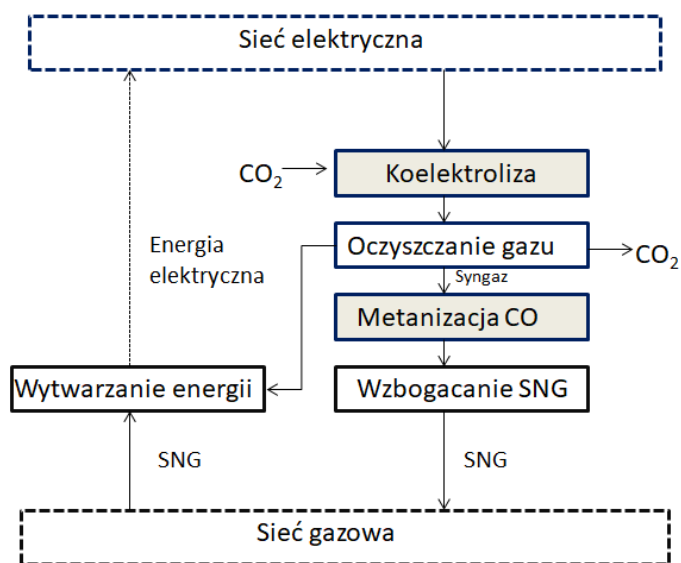 Sieć elektryczna
CO₂
Koelektroliza
Energia
elektryczna
Oczyszczanie gazu
CO₂
Syngaz
Metanizacja CO
Wytwarzanie energii
Wzbogacanie SNG
SNG
SNG
Sieć gazowa